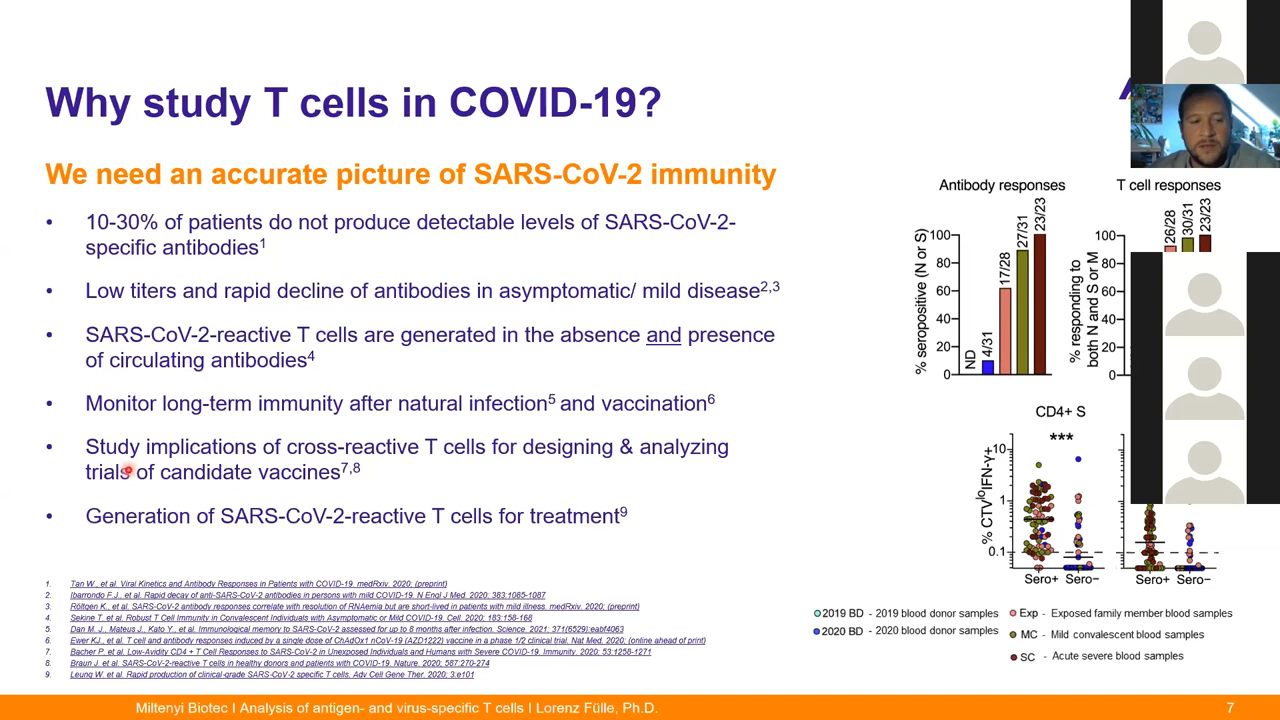 Why study T cells in COVID-19?
We need an accurate picture of SARS-CoV-2 immunity
• 10-30% of patients do not produce detectable levels of SARS-CoV-2-
specific antibodies1
• Low titers and rapid decline of antibodies in asymptomatic/ mild disease2,3
• SARS-CoV-2-reactive T cells are generated in the absence and presence
of circulating antibodies4
• Monitor long-term immunity after natural infection5 and vaccination6
• Study implications of cross-reactive T cells for designing & analyzing
trials of candidate vaccines7,8
• Generation of SARS-CoV-2-reactive T cells for treatment9
Antibody responses
% seropositive (N or S)
100
80
60
40
20
0
ND
4/31
17/28
27/31
23/23
T cell responses
% responding to
both N and S or M
100
80
60
40
20
0
26/28
30/31
23/23
CD4+ S
***
% CTVloIFN-γ+
10
1
0.1
Sero+ Sero−
Sero+ Sero−
2019 BD - 2019 blood donor samples
2020 BD - 2020 blood donor samples
Exp - Exposed family member blood samples
MC - Mild convalescent blood samples
SC - Acute severe blood samples
1. Tan W., et al. Viral Kinetics and Antibody Responses in Patients with COVID-19. medRxiv. 2020; (preprint)
2. Ibarrondo F.J., et al. Rapid decay of anti-SARS-CoV-2 antibodies in persons with mild COVID-19. N Engl J Med. 2020; 383:1085-1087
3. Röltgen K., et al. SARS-CoV-2 antibody responses correlate with resolution of RNAemia but are short-lived in patients with mild illness. medRxiv. 2020; (preprint)
4. Sekine T. et al. Robust T Cell Immunity in Convalescent Individuals with Asymptomatic or Mild COVID-19. Cell. 2020; 183:158-168
5. Dan M. J., Mateus J., Kato Y., et al. Immunological memory to SARS-CoV-2 assessed for up to 8 months after infection. Science. 2021; 371(6529):eabf4063
6. Ewer KJ., et al. T cell and antibody responses induced by a single dose of ChAdOx1 nCoV-19 (AZD1222) vaccine in a phase 1/2 clinical trial. Nat Med. 2020; (online ahead of print)
7. Bacher P. et al. Low-Avidity CD4 + T Cell Responses to SARS-CoV-2 in Unexposed Individuals and Humans with Severe COVID-19. Immunity. 2020; 53:1258-1271
8. Braun J. et al. SARS-CoV-2-reactive T cells in healthy donors and patients with COVID-19. Nature. 2020; 587:270-274
9. Leung W. et al. Rapid production of clinical-grade SARS-CoV-2 specific T cells. Adv Cell Gene Ther. 2020; 3:e101
Miltenyi Biotec I Analysis of antigen- and virus-specific T cells I Lorenz Fülle, Ph.D.
7